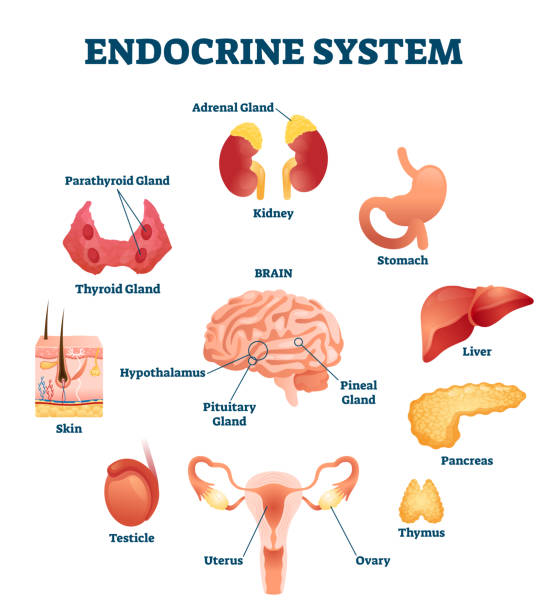 ENDOCRINE SYSTEM
Adrenal Gland
Kidney
Parathyroid Gland
Thyroid Gland
Stomach
BRAIN
Hypothalamus
Pituitary
Gland
Pineal
Gland
Liver
Skin
Pancreas
Testicle
Uterus
Ovary
Thymus